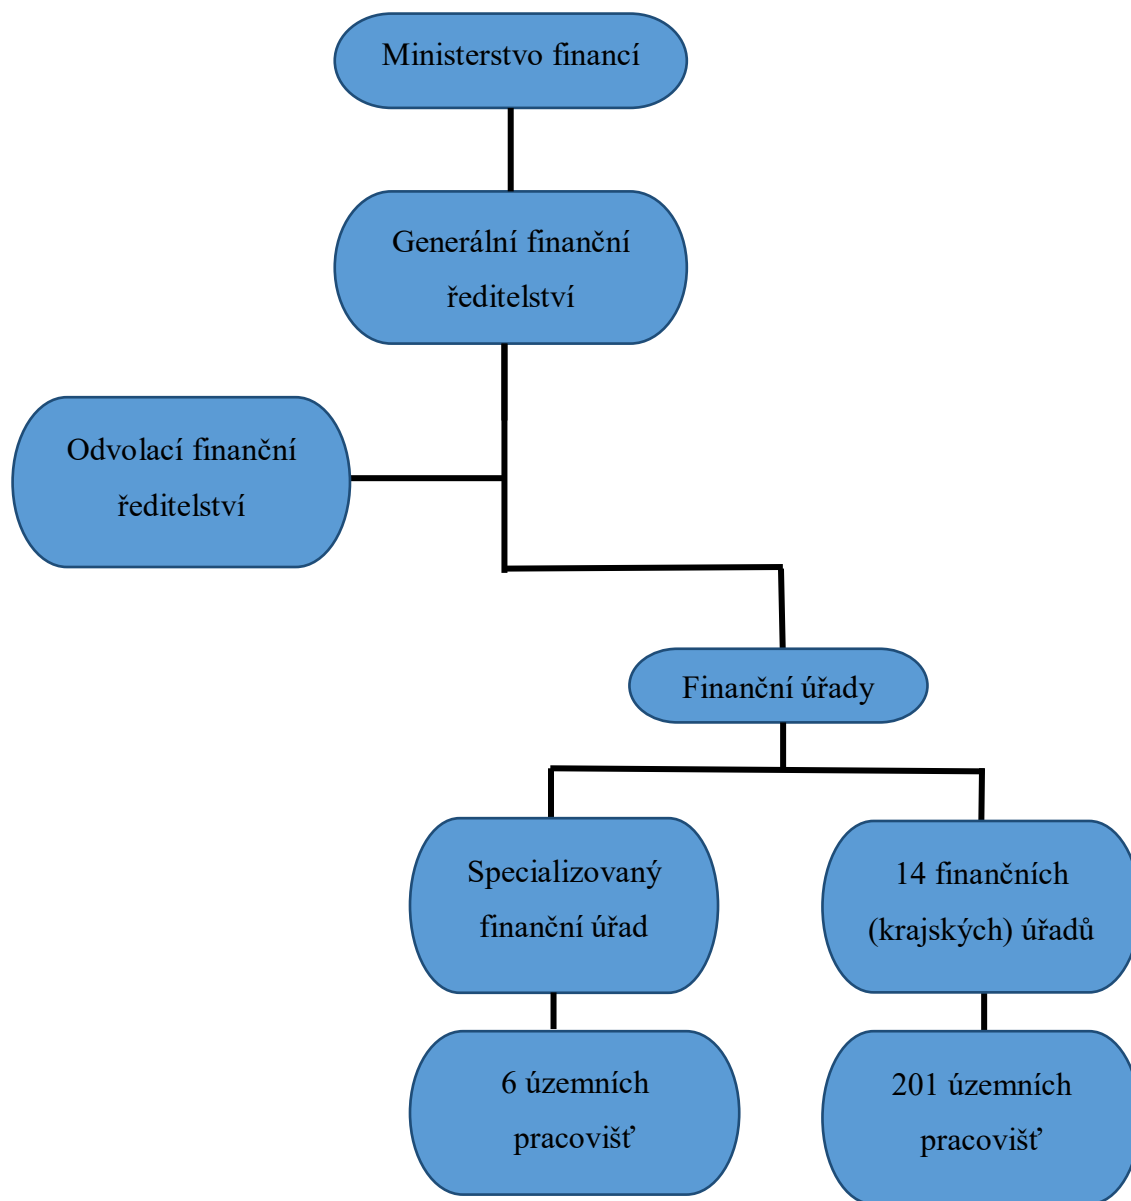 Ministerstvo financí
Generální finanční
ředitelství
Odvolací finanční
ředitelství
Finanční úřady
Specializovaný
finanční úřad
14 finančních
(krajských) úřadů
6 územních
pracovišť
201 územních
pracovišť